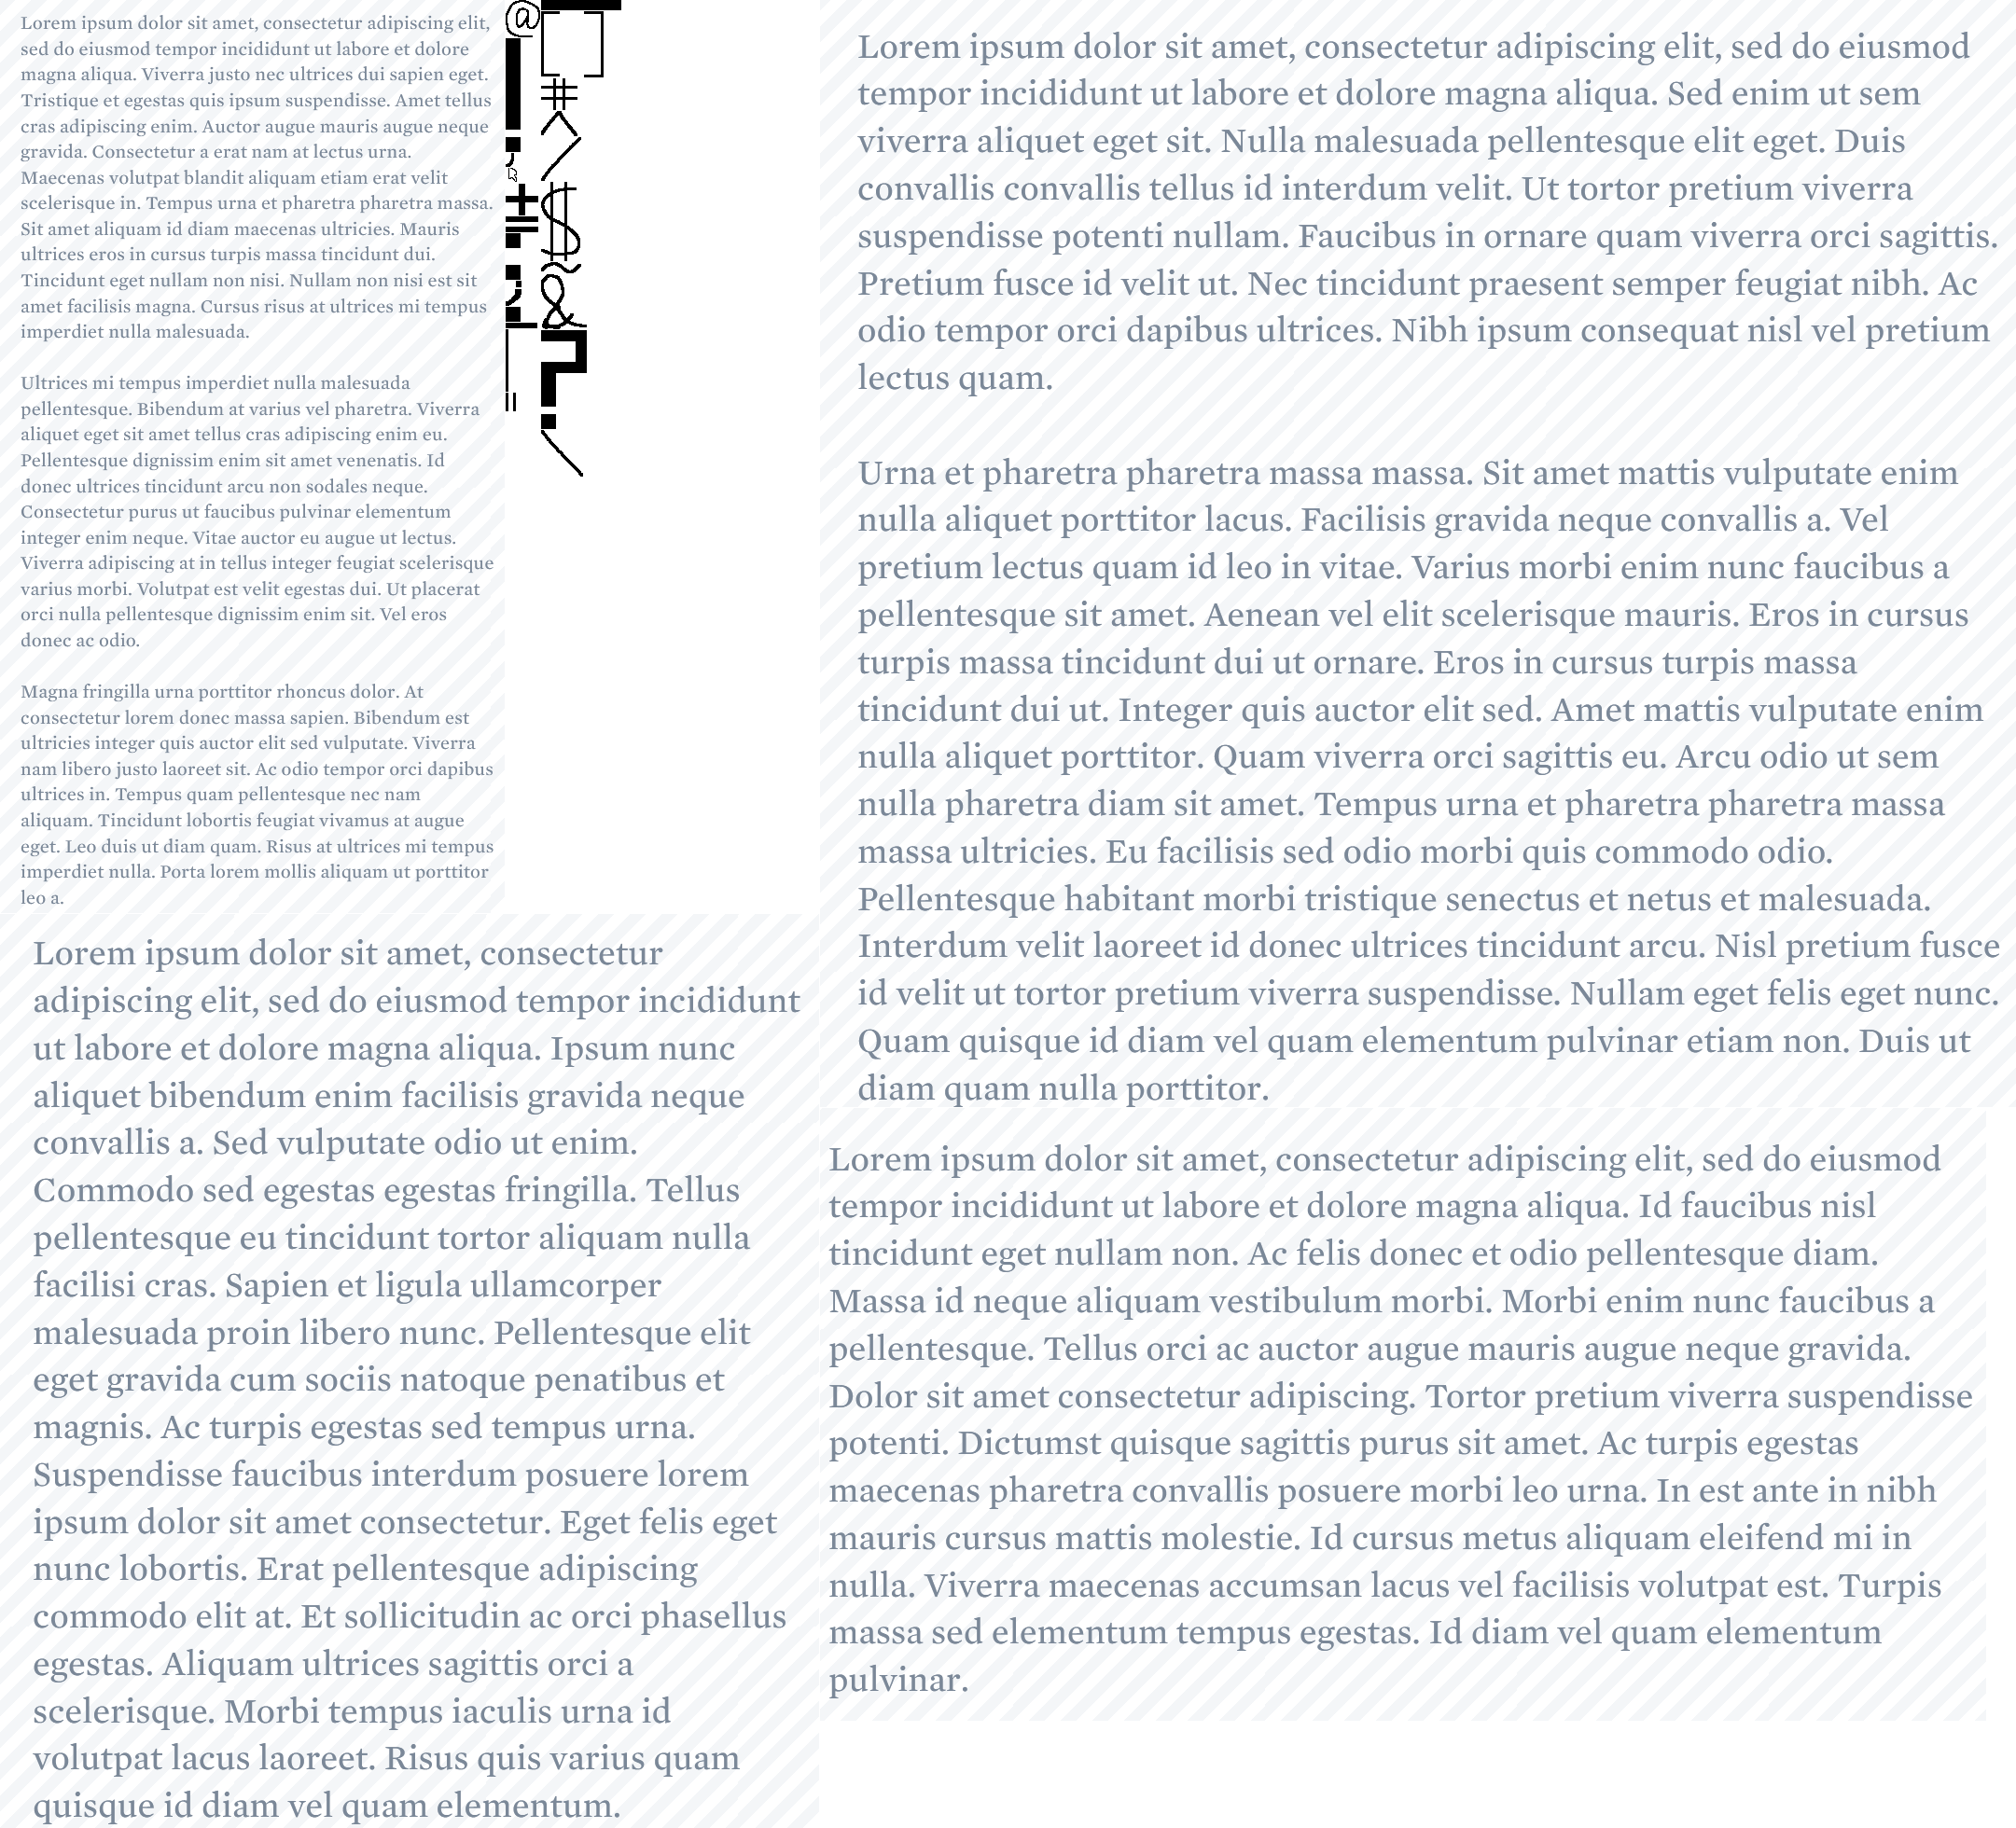 Lorem ipsum dolor sit amet, consectetur adipiscing elit,
sed do eiusmod tempor incididunt ut labore et dolore
magna aliqua. Viverra justo nec ultrices dui sapien eget.
Tristique et egestas quis ipsum suspendisse. Amet tellus
cras adipiscing enim. Auctor augue mauris augue neque
gravida. Consectetur a erat nam at lectus urna.
Maecenas volutpat blandit aliquam etiam erat velit
scelerisque in. Tempus urna et pharetra pharetra massa.
Sit amet aliquam id diam maecenas ultricies. Mauris
ultrices eros in cursus turpis massa tincidunt dui.
Tincidunt eget nullam non nisi. Nullam non nisi est sit
amet facilisis magna. Cursus risus at ultrices mi tempus
imperdiet nulla malesuada.

Ultrices mi tempus imperdiet nulla malesuada
pellentesque. Bibendum at varius vel pharetra. Viverra
aliquet eget sit amet tellus cras adipiscing enim eu.
Pellentesque dignissim enim sit amet venenatis. Id
donec ultrices tincidunt arcu non sodales neque.
Consectetur purus ut faucibus pulvinar elementum
integer enim neque. Vitae auctor eu augue ut lectus.
Viverra adipiscing at in tellus integer feugiat scelerisque
varius morbi. Volutpat est velit egestas dui. Ut placerat
orci nulla pellentesque dignissim enim sit. Vel eros
donec ac odio.

Magna fringilla urna porttitor rhoncus dolor. At
consectetur lorem donec massa sapien. Bibendum est
ultricies integer quis auctor elit sed vulputate. Viverra
nam libero justo laoreet sit. Ac odio tempor orci dapibus
ultrices in. Tempus quam pellentesque nec nam
aliquam. Tincidunt lobortis feugiat vivamus at augue
eget. Leo duis ut diam quam. Risus at ultrices mi tempus
imperdiet nulla. Porta lorem mollis aliquam ut porttitor
leo a.

@
#
^
/
$
~
&
?
\

Lorem ipsum dolor sit amet, consectetur
adipiscing elit, sed do eiusmod tempor incididunt
ut labore et dolore magna aliqua. Ipsum nunc
aliquet bibendum enim facilisis gravida neque
convallis a. Sed vulputate odio ut enim.
Commodo sed egestas egestas fringilla. Tellus
pellentesque eu tincidunt tortor aliquam nulla
facilisi cras. Sapien et ligula ullamcorper
malesuada proin libero nunc. Pellentesque elit
eget gravida cum sociis natoque penatibus et
magnis. Ac turpis egestas sed tempus urna.
Suspendisse faucibus interdum posuere lorem
ipsum dolor sit amet consectetur. Eget felis eget
nunc lobortis. Erat pellentesque adipiscing
commodo elit at. Et sollicitudin ac orci phasellus
egestas. Aliquam ultrices sagittis orci a
scelerisque. Morbi tempus iaculis urna id
volutpat lacus laoreet. Risus quis varius quam
quisque id diam vel quam elementum.

Lorem ipsum dolor sit amet, consectetur adipiscing elit, sed do eiusmod
tempor incididunt ut labore et dolore magna aliqua. Sed enim ut sem
viverra aliquet eget sit. Nulla malesuada pellentesque elit eget. Duis
convallis convallis tellus id interdum velit. Ut tortor pretium viverra
suspendisse potenti nullam. Faucibus in ornare quam viverra orci sagittis.
Pretium fusce id velit ut. Nec tincidunt praesent semper feugiat nibh. Ac
odio tempor orci dapibus ultrices. Nibh ipsum consequat nisl vel pretium
lectus quam.

Urna et pharetra pharetra massa massa. Sit amet mattis vulputate enim
nulla aliquet porttitor lacus. Facilisis gravida neque convallis a. Vel
pretium lectus quam id leo in vitae. Varius morbi enim nunc faucibus a
pellentesque sit amet. Aenean vel elit scelerisque mauris. Eros in cursus
turpis massa tincidunt dui ut ornare. Eros in cursus turpis massa
tincidunt dui ut. Integer quis auctor elit sed. Amet mattis vulputate enim
nulla aliquet porttitor. Quam viverra orci sagittis eu. Arcu odio ut sem
nulla pharetra diam sit amet. Tempus urna et pharetra pharetra massa
massa ultricies. Eu facilisis sed odio morbi quis commodo odio.
Pellentesque habitant morbi tristique senectus et netus et malesuada.
Interdum velit laoreet id donec ultrices tincidunt arcu. Nisl pretium fusce
id velit ut tortor pretium viverra suspendisse. Nullam eget felis eget nunc.
Quam quisque id diam vel quam elementum pulvinar etiam non. Duis ut
diam quam nulla porttitor.

Lorem ipsum dolor sit amet, consectetur adipiscing elit, sed do eiusmod
tempor incididunt ut labore et dolore magna aliqua. Id faucibus nisl
tincidunt eget nullam non. Ac felis donec et odio pellentesque diam.
Massa id neque aliquam vestibulum morbi. Morbi enim nunc faucibus a
pellentesque. Tellus orci ac auctor augue mauris augue neque gravida.
Dolor sit amet consectetur adipiscing. Tortor pretium viverra suspendisse
potenti. Dictumst quisque sagittis purus sit amet. Ac turpis egestas
maecenas pharetra convallis posuere morbi leo urna. In est ante in nibh
mauris cursus mattis molestie. Id cursus metus aliquam eleifend mi in
nulla. Viverra maecenas accumsan lacus vel facilisis volutpat est. Turpis
massa sed elementum tempus egestas. Id diam vel quam elementum
pulvinar.